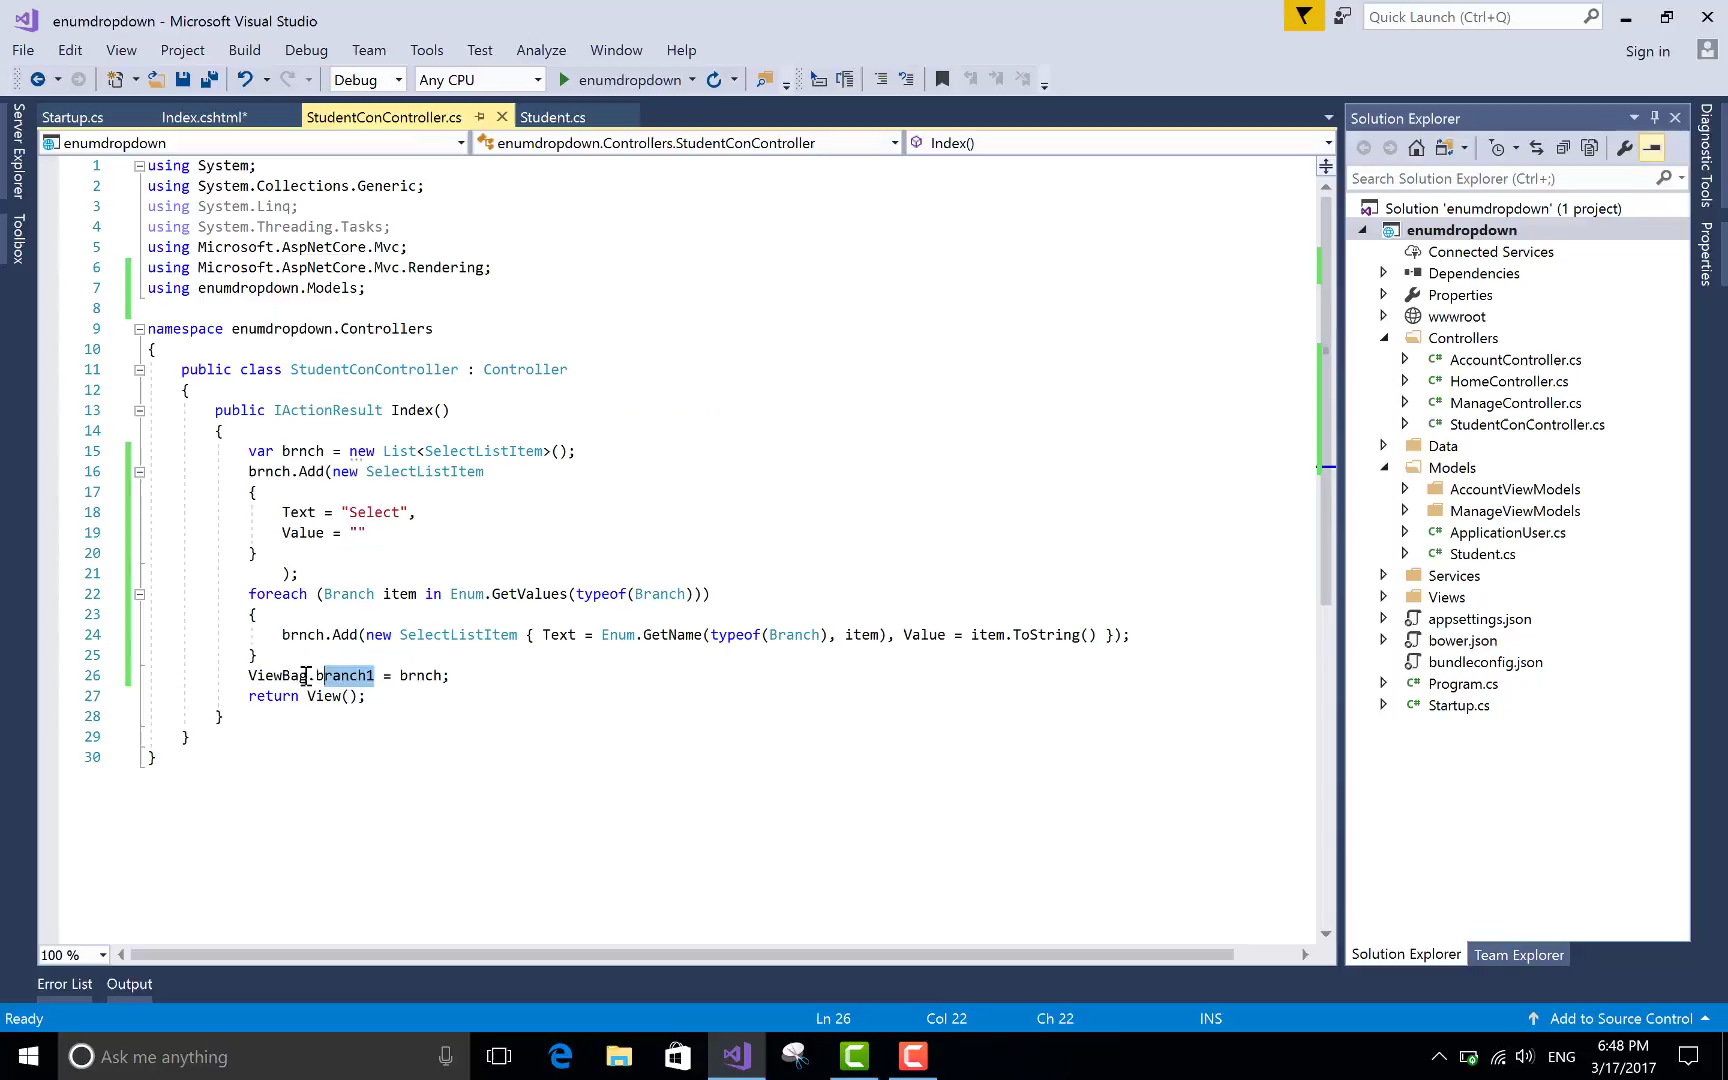 enumdropdown - Microsoft Visual Studio
Quick Launch (Ctrl+Q)
File Edit View Project Build Debug Team Tools Test Analyze Window Help
Sign in
Debug Any CPU enumdropdown
Server Explorer
Toolbox
Startup.cs Index.cshtml* StudentConController.cs Student.cs
enumdropdown enumdropdown.Controllers.StudentConController Index()
1 using System;
2 using System.Collections.Generic;
3 using System.Linq;
4 using System.Threading.Tasks;
5 using Microsoft.AspNetCore.Mvc;
6 using Microsoft.AspNetCore.Mvc.Rendering;
7 using enumdropdown.Models;
8
9 namespace enumdropdown.Controllers
10 {
11 public class StudentConController : Controller
12 {
13 public IActionResult Index()
14 {
15 var brnch = new List<SelectListItem>();
16 brnch.Add(new SelectListItem
17 {
18 Text = "Select",
19 Value = ""
20 }
21 );
22 foreach (Branch item in Enum.GetValues(typeof(Branch)))
23 {
24 brnch.Add(new SelectListItem { Text = Enum.GetName(typeof(Branch), item), Value = item.ToString() });
25 }
26 ViewBag.branch1 = brnch;
27 return View();
28 }
29 }
30 }
100 %
Solution Explorer
Search Solution Explorer (Ctrl+;)
Solution 'enumdropdown' (1 project)
enumdropdown
Connected Services
Dependencies
Properties
wwwroot
Controllers
C# AccountController.cs
C# HomeController.cs
C# ManageController.cs
C# StudentConController.cs
Data
Models
AccountViewModels
ManageViewModels
C# ApplicationUser.cs
C# Student.cs
Services
Views
appsettings.json
bower.json
bundleconfig.json
C# Program.cs
C# Startup.cs
Solution Explorer Team Explorer
Diagnostic Tools
Properties
Error List Output
Ready Ln 26 Col 22 Ch 22 INS Add to Source Control
Ask me anything
ENG
6:48 PM
3/17/2017